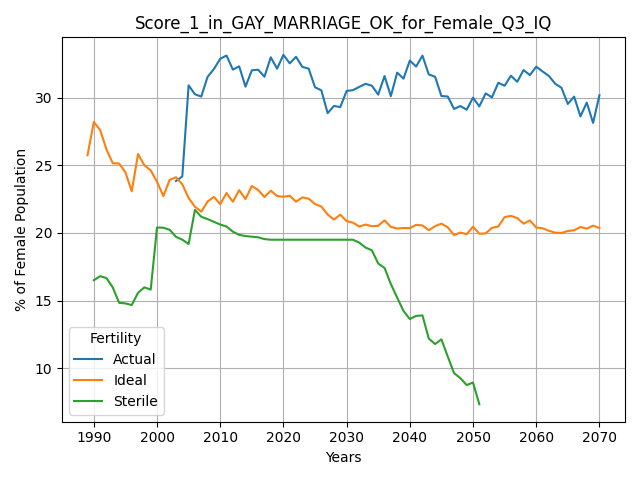 Score_1_in_GAY_MARRIAGE_OK_for_Female_Q3_IQ
% of Female Population
30
25
20
15
10
Fertility
Actual
Ideal
Sterile
1990 2000 2010 2020 2030 2040 2050 2060 2070
Years